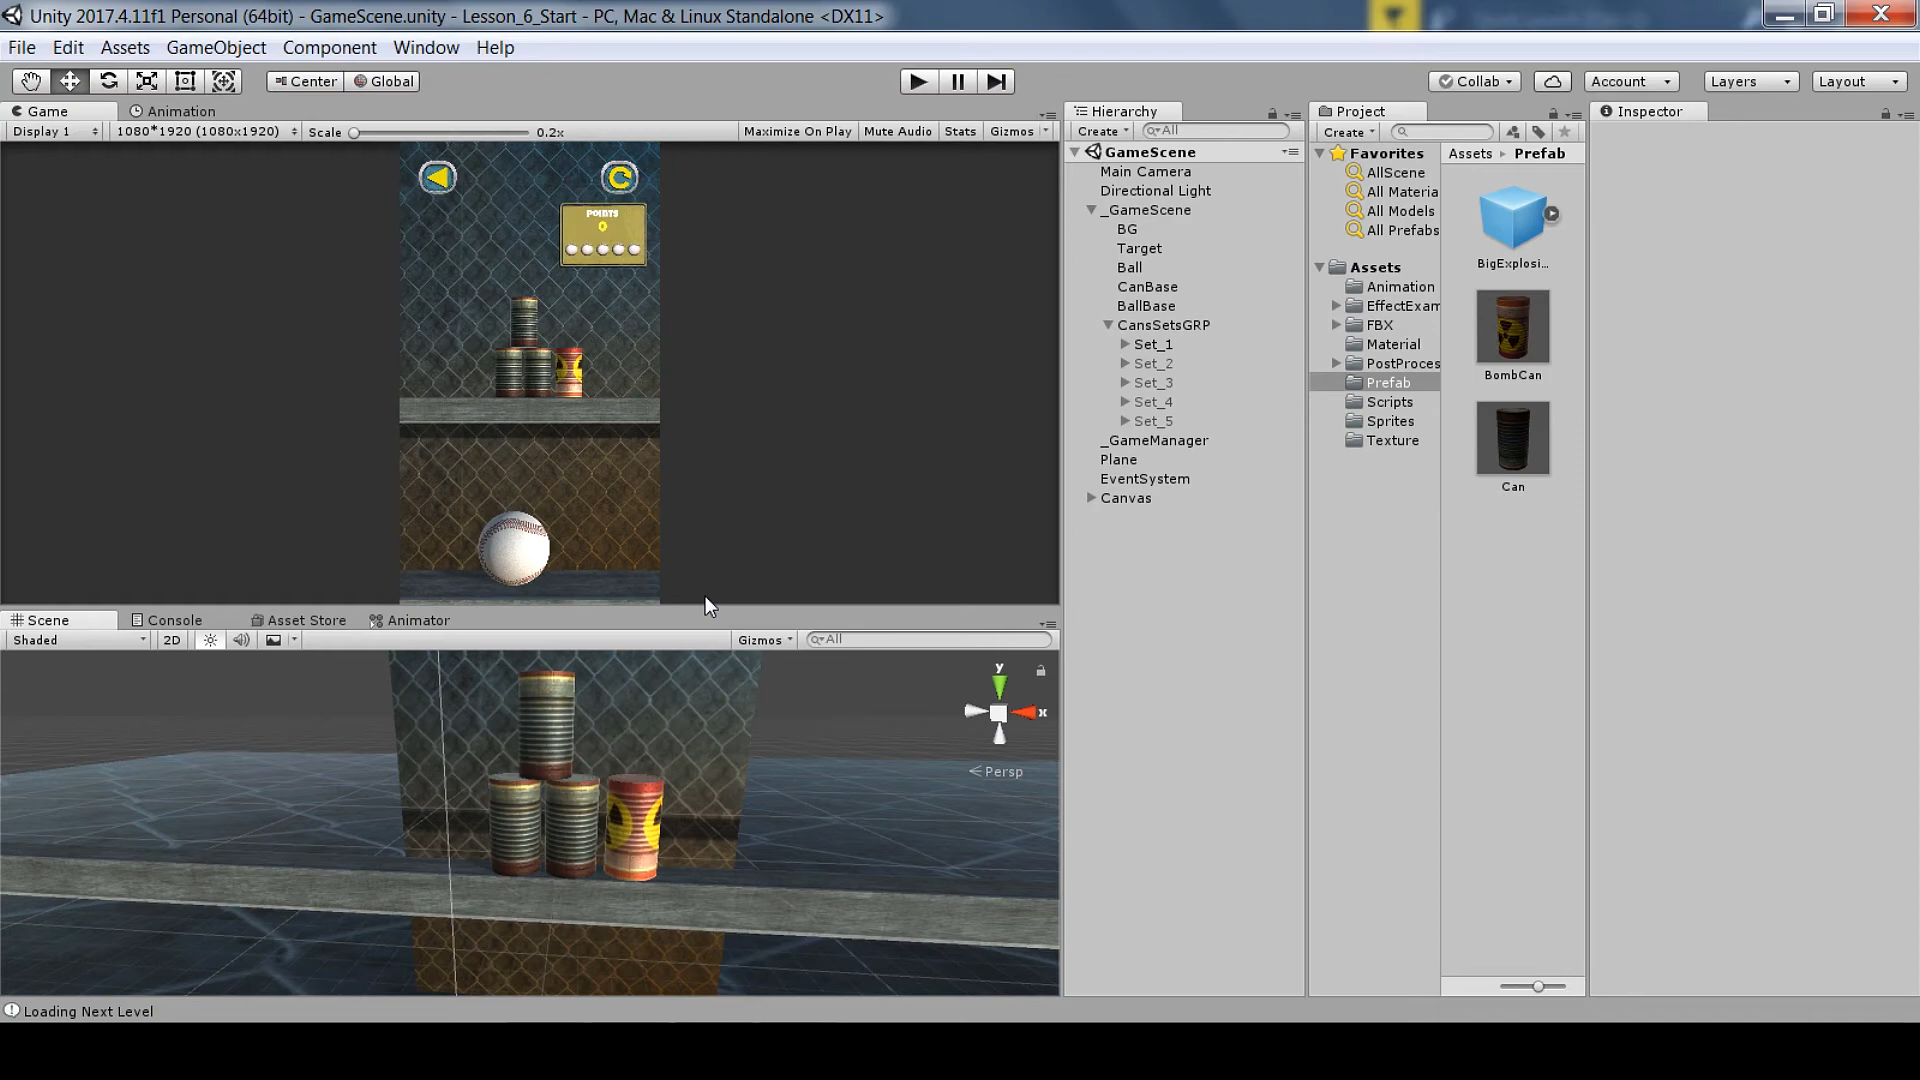 Unity 2017.4.11f1 Personal (64bit) - GameScene.unity - Lesson_6_Start - PC, Mac & Linux Standalone <DX11>
File Edit Assets GameObject Component Window Help
Center Global Collab Account Layers Layout
Game Animation
Display 1 1080*1920 (1080x1920) Scale 0.2x Maximize On Play Mute Audio Stats Gizmos
POINTS
0
Scene Console Asset Store Animator
Shaded 2D Gizmos All
y
x
Persp
Hierarchy
Create All
GameScene
Main Camera
Directional Light
_GameScene
BG
Target
Ball
CanBase
BallBase
CansSetsGRP
Set_1
Set_2
Set_3
Set_4
Set_5
_GameManager
Plane
EventSystem
Canvas
Project
Create
Favorites
AllScene
All Materia
All Models
All Prefabs
Assets
Animation
EffectExam
FBX
Material
PostProces
Prefab
Scripts
Sprites
Texture
Assets Prefab
BigExplosi...
BombCan
Can
Inspector
Loading Next Level